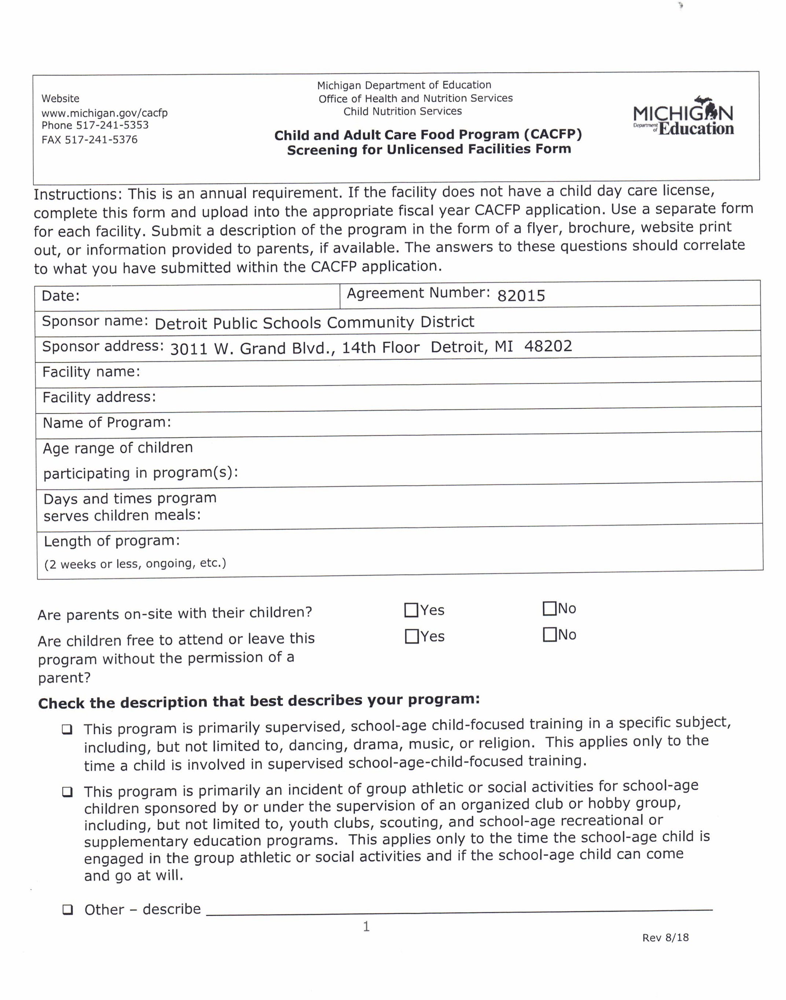 Website
www.michigan.gov/cacfp
Phone 517-241-5353
FAX 517-241-5376
Michigan Department of Education
Office of Health and Nutrition Services
Child Nutrition Services
Child and Adult Care Food Program (CACFP)
Screening for Unlicensed Facilities Form
MICHIGAN
Department of Education
Instructions: This is an annual requirement. If the facility does not have a child day care license,
complete this form and upload into the appropriate fiscal year CACFP application. Use a separate form
for each facility. Submit a description of the program in the form of a flyer, brochure, website print
out, or information provided to parents, if available. The answers to these questions should correlate
to what you have submitted within the CACFP application.
Date:
Agreement Number: 82015
Sponsor name: Detroit Public Schools Community District
Sponsor address: 3011 W. Grand Blvd., 14th Floor Detroit, MI 48202
Facility name:
Facility address:
Name of Program:
Age range of children
participating in program(s):
Days and times program
serves children meals:
Length of program:
(2 weeks or less, ongoing, etc.)
Are parents on-site with their children? ☐Yes ☐No
Are children free to attend or leave this ☐Yes ☐No
program without the permission of a
parent?
Check the description that best describes your program:
❑ This program is primarily supervised, school-age child-focused training in a specific subject,
including, but not limited to, dancing, drama, music, or religion. This applies only to the
time a child is involved in supervised school-age-child-focused training.
❑ This program is primarily an incident of group athletic or social activities for school-age
children sponsored by or under the supervision of an organized club or hobby group,
including, but not limited to, youth clubs, scouting, and school-age recreational or
supplementary education programs. This applies only to the time the school-age child is
engaged in the group athletic or social activities and if the school-age child can come
and go at will.
❑ Other – describe
1
Rev 8/18